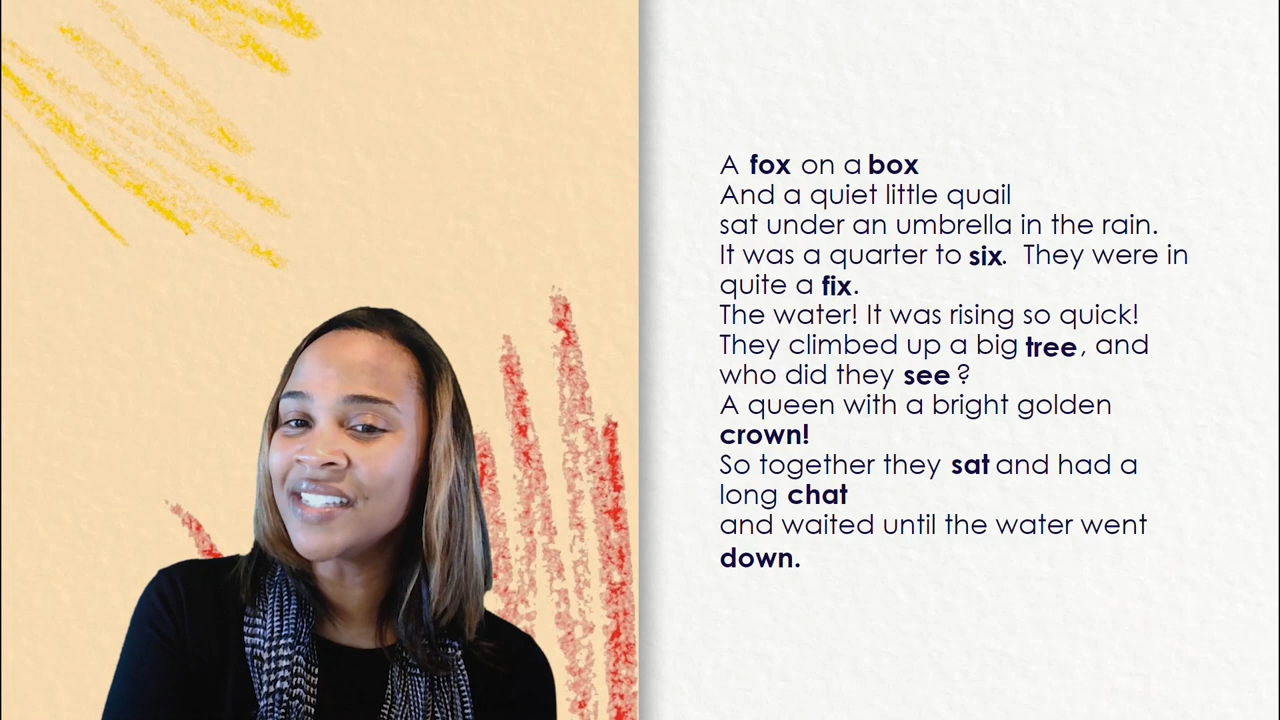 A fox on a box
And a quiet little quail
sat under an umbrella in the rain.
It was a quarter to six. They were in
quite a fix.
The water! It was rising so quick!
They climbed up a big tree, and
who did they see?
A queen with a bright golden
crown!
So together they sat and had a
long chat
and waited until the water went
down.